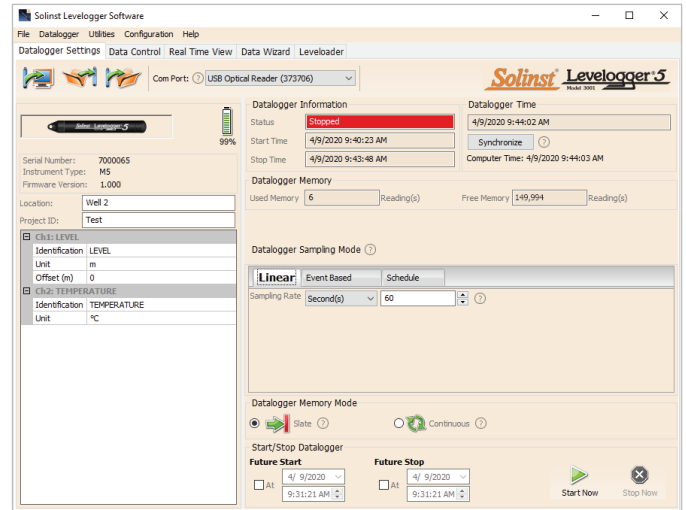 Solinst Levelogger Software
File Datalogger Utilities Configuration Help
Datalogger Settings Data Control Real Time View Data Wizard Leveloader
Com Port: ? USB Optical Reader (373706)
Solinst® Levelogger® 5
Model 3001
Solinst Levelogger 5
99%
Serial Number: 7000065
Instrument Type: M5
Firmware Version: 1.000
Location: Well 2
Project ID: Test
Ch1: LEVEL
Identification LEVEL
Unit m
Offset (m) 0
Ch2: TEMPERATURE
Identification TEMPERATURE
Unit °C
Datalogger Information
Status Stopped
Start Time 4/9/2020 9:40:23 AM
Stop Time 4/9/2020 9:43:48 AM
Datalogger Time
4/9/2020 9:44:02 AM
Synchronize ?
Computer Time: 4/9/2020 9:44:03 AM
Datalogger Memory
Used Memory 6 Reading(s) Free Memory 149,994 Reading(s)
Datalogger Sampling Mode ?
Linear Event Based Schedule
Sampling Rate Second(s) 60 ?
Datalogger Memory Mode
Slate ? Continuous ?
Start/Stop Datalogger
Future Start Future Stop
At 4/ 9/2020 At 4/ 9/2020
9:31:21 AM 9:31:21 AM
Start Now Stop Now